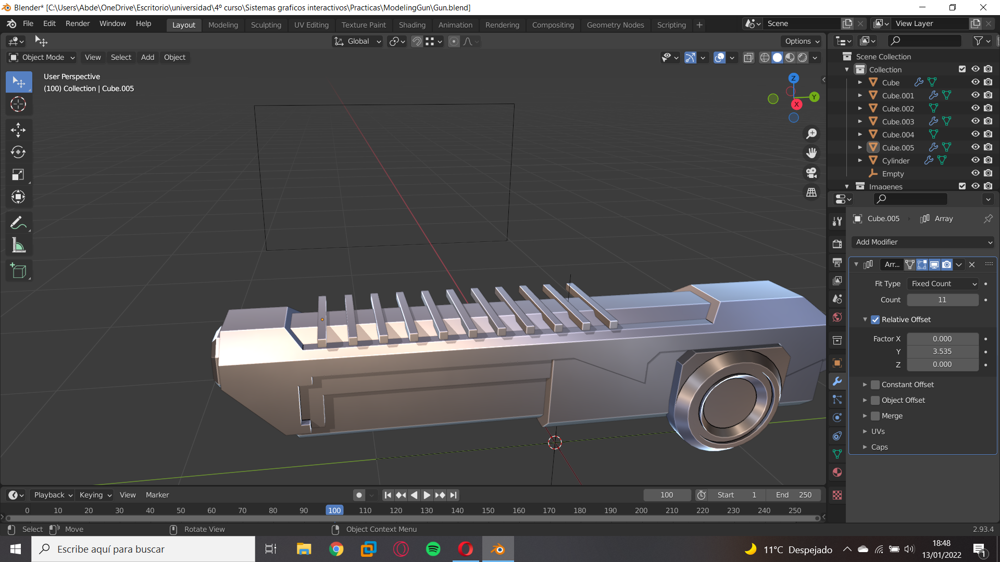 Blender* [C:\Users\Abde\OneDrive\Escritorio\universidad\4º curso\Sistemas graficos interactivos\Practicas\ModelingGun\Gun.blend]
File Edit Render Window Help Layout Modeling Sculpting UV Editing Texture Paint Shading Animation Rendering Compositing Geometry Nodes Scripting + Scene View Layer
Global Options
Object Mode View Select Add Object
User Perspective
(100) Collection | Cube.005
Z
Y
X
Scene Collection
Collection
Cube
Cube.001
Cube.002
Cube.003
Cube.004
Cube.005
Cylinder
Empty
Imagenes
Cube.005 Array
Add Modifier
Arr...
Fit Type Fixed Count
Count 11
Relative Offset
Factor X 0.000
Y 3.535
Z 0.000
Constant Offset
Object Offset
Merge
UVs
Caps
Playback Keying View Marker 100 Start 1 End 250
0 10 20 30 40 50 60 70 80 90 100 110 120 130 140 150 160 170 180 190 200 210 220 230 240 250
Select Move Rotate View Object Context Menu 2.93.4
Escribe aquí para buscar
11°C Despejado
18:48
13/01/2022
1